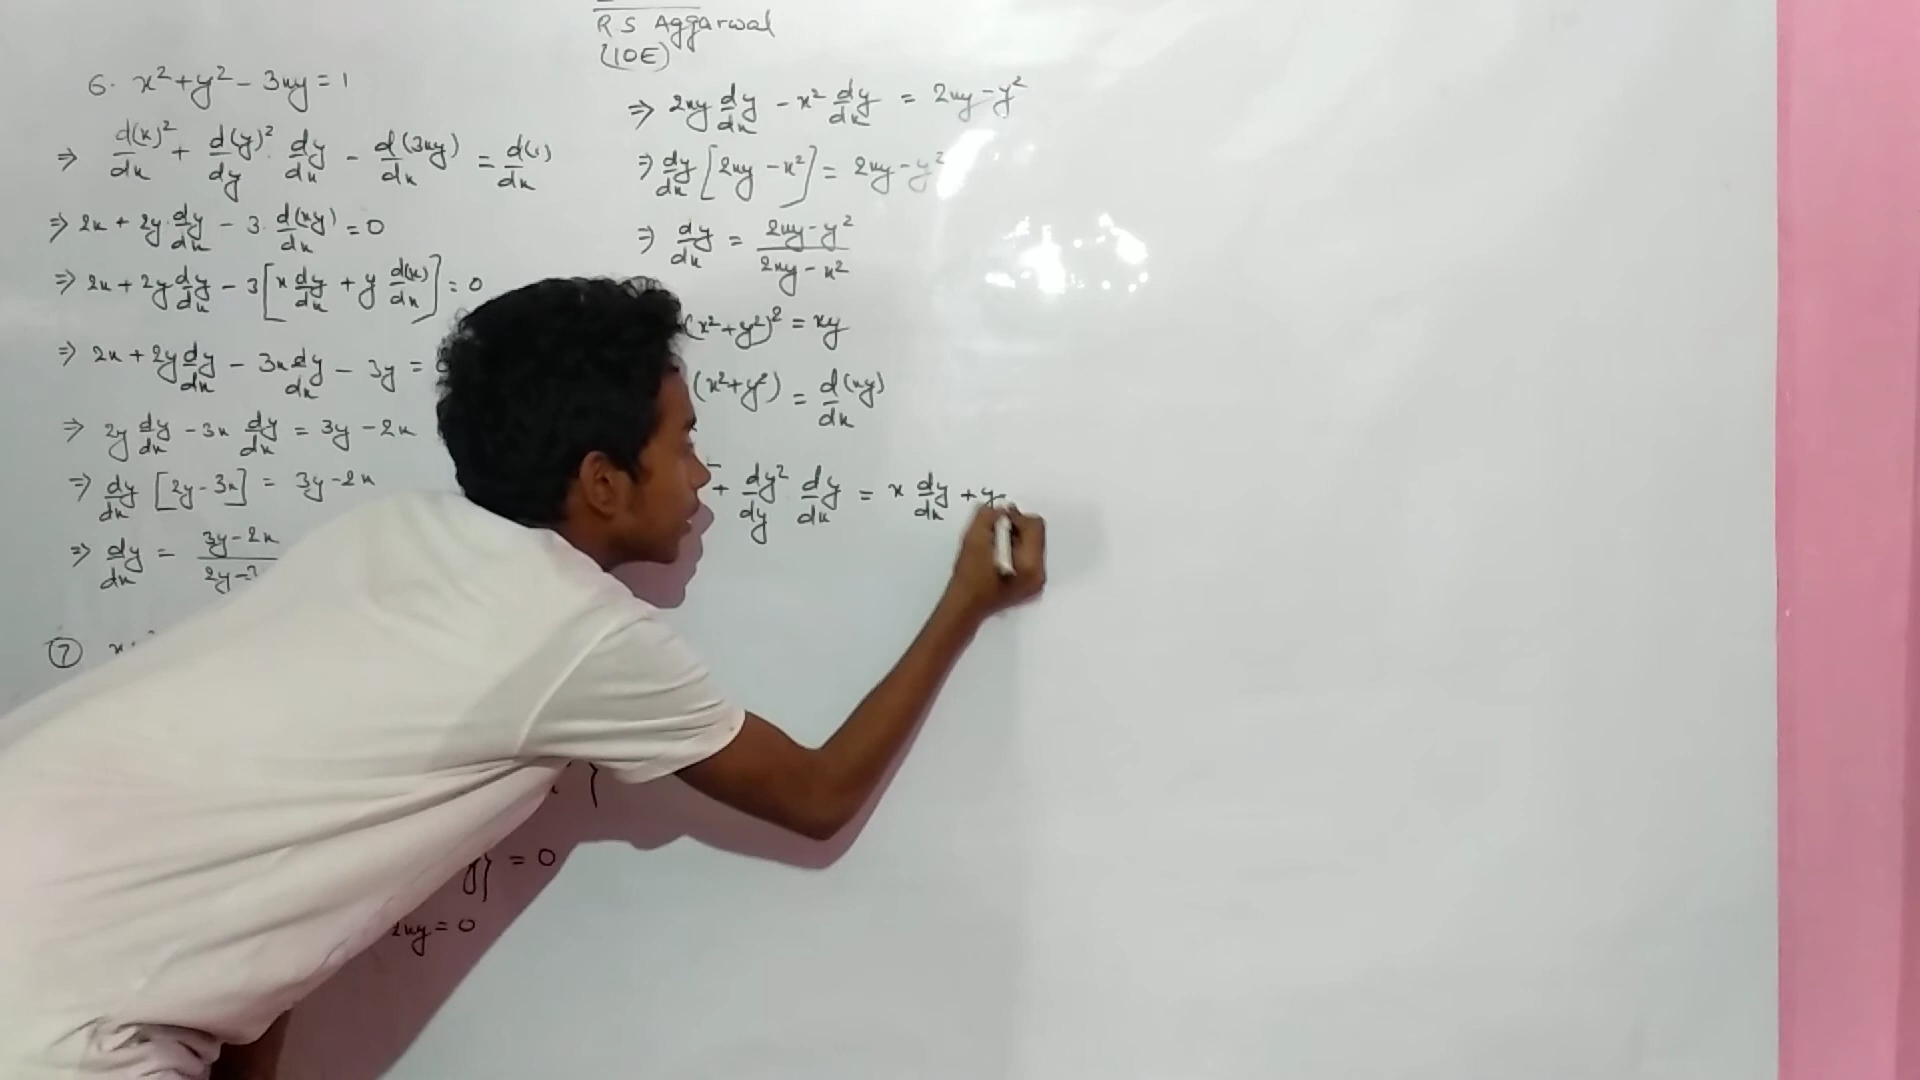 R S Aggarwal
(10E)
6. x² + y² - 3xy = 1
⇒ d(x)²/dx + d(y)²/dy · dy/dx - d(3xy)/dx = d(1)/dx
⇒ 2x + 2y · dy/dx - 3 · d(xy)/dx = 0
⇒ 2x + 2y dy/dx - 3 [x dy/dx + y d(x)/dx] = 0
⇒ 2x + 2y dy/dx - 3x dy/dx - 3y =
⇒ 2y dy/dx - 3x dy/dx = 3y - 2x
⇒ dy/dx [2y - 3x] = 3y - 2x
⇒ dy/dx = 3y - 2x / 2y -
⑦ x
} = 0
2xy = 0
⇒ 2xy dy/dx - x² dy/dx = 2xy - y²
⇒ dy/dx [2xy - x²] = 2xy - y²
⇒ dy/dx = 2xy - y² / 2xy - x²
(x² + y²)² = xy
(x² + y²) = d(xy)/dx
+ dy²/dy dy/dx = x dy/dx + y